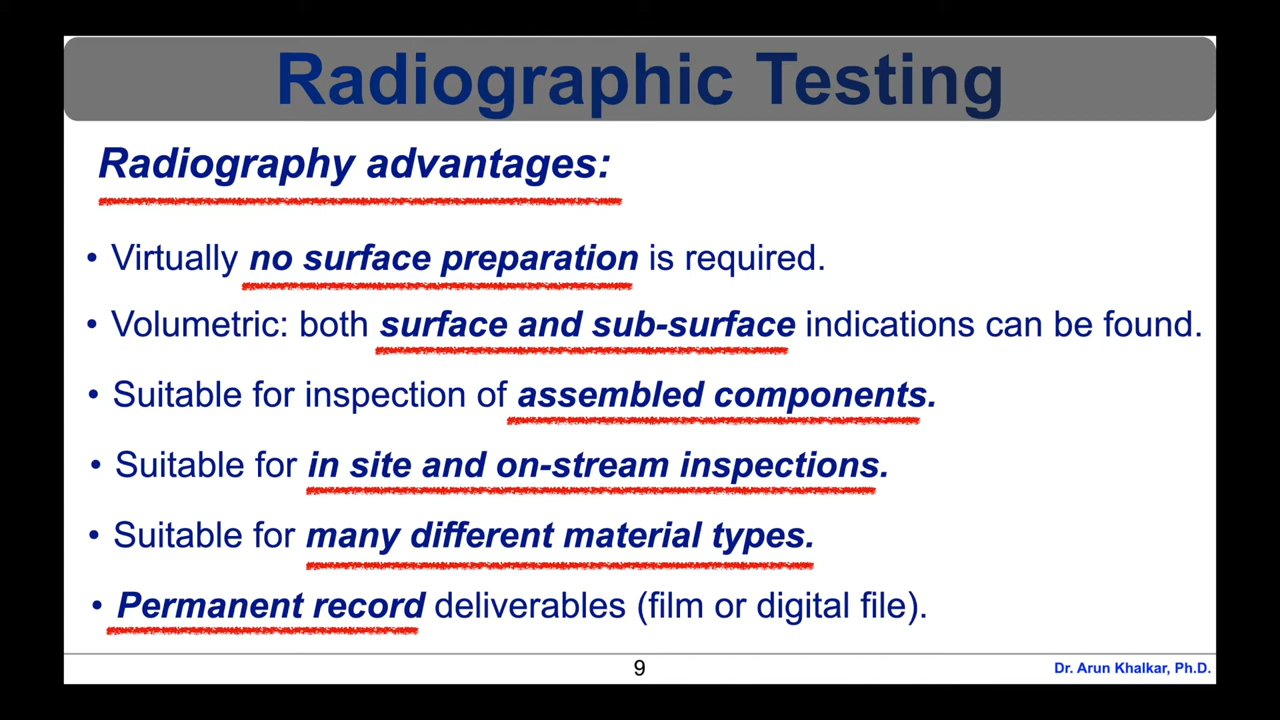 Radiographic Testing
Radiography advantages:
• Virtually no surface preparation is required.
• Volumetric: both surface and sub-surface indications can be found.
• Suitable for inspection of assembled components.
• Suitable for in site and on-stream inspections.
• Suitable for many different material types.
• Permanent record deliverables (film or digital file).
9
Dr. Arun Khalkar, Ph.D.